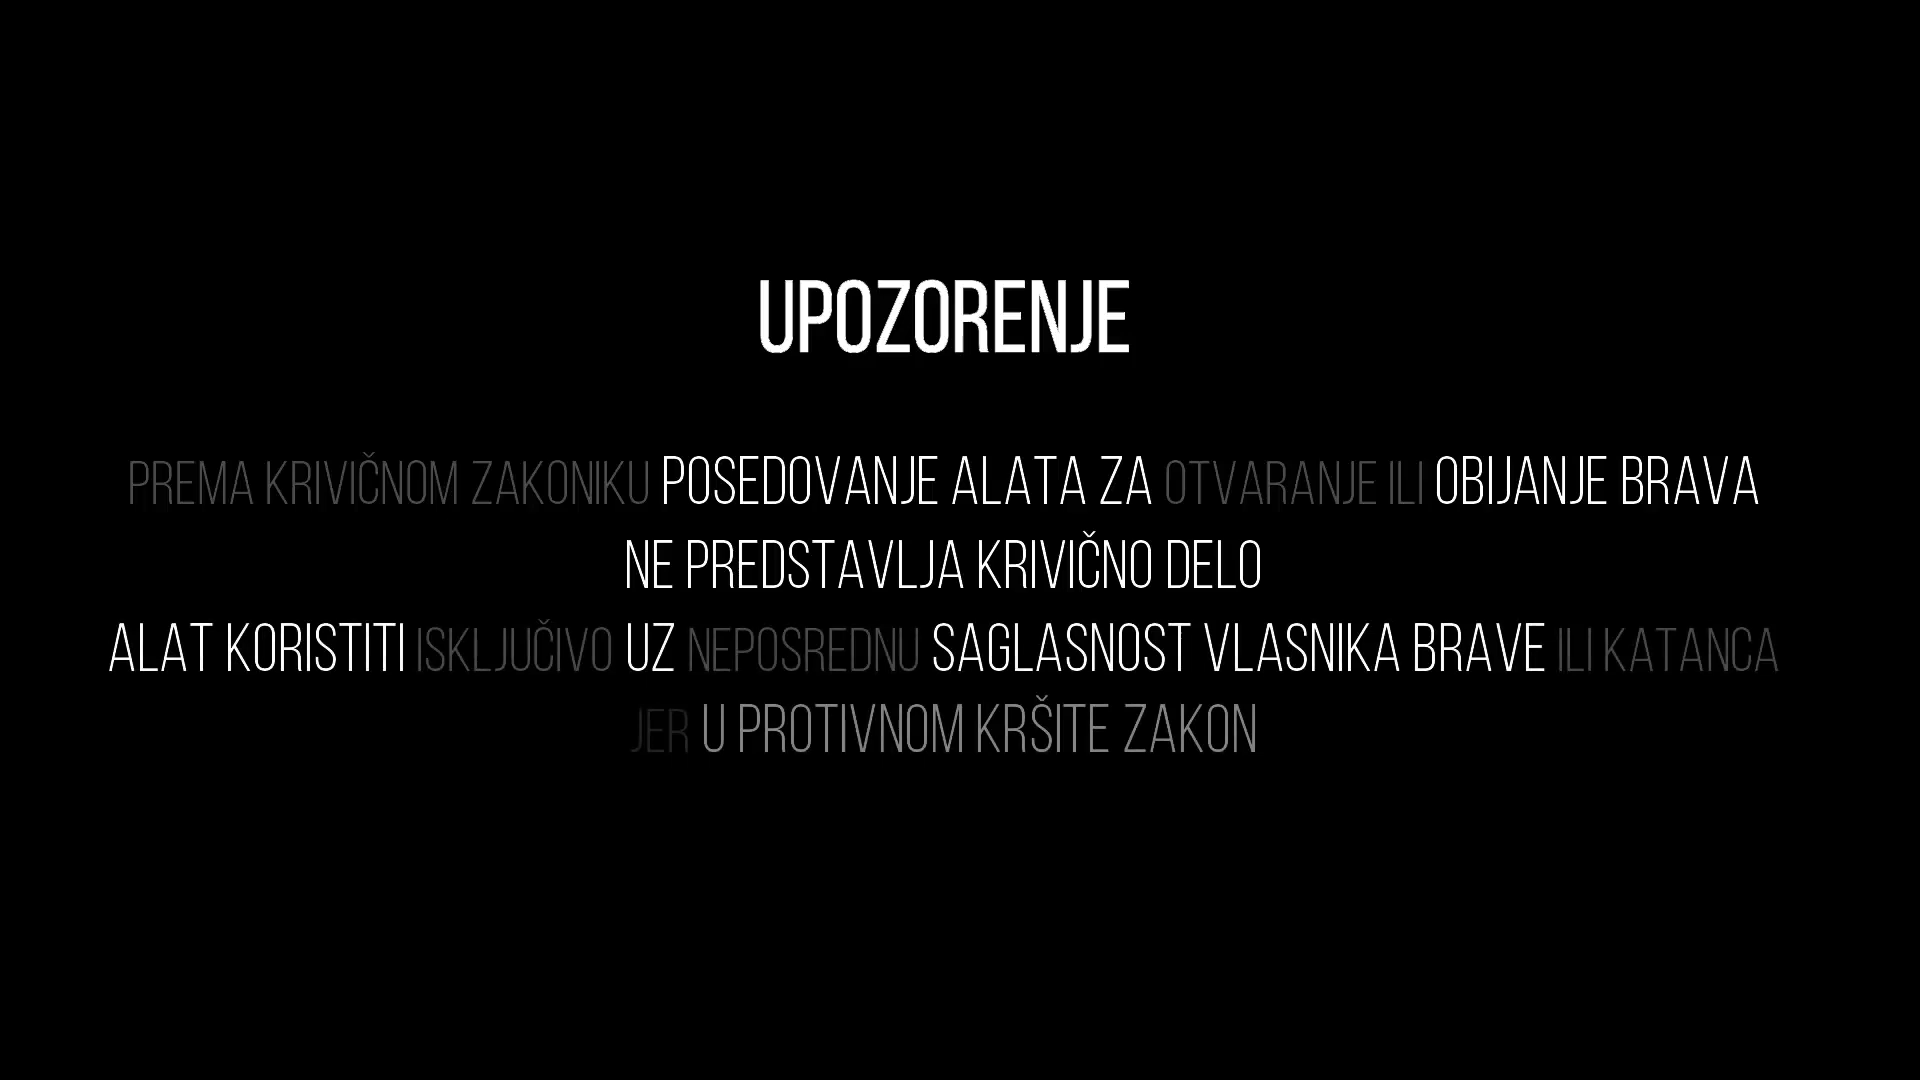 UPOZORENJE
PREMA KRIVIČNOM ZAKONIKU POSEDOVANJE ALATA ZA OTVARANJE ILI OBIJANJE BRAVA
NE PREDSTAVLJA KRIVIČNO DELO
ALAT KORISTITI ISKLJUČIVO UZ NEPOSREDNU SAGLASNOST VLASNIKA BRAVE ILI KATANCA
JER U PROTIVNOM KRŠITE ZAKON